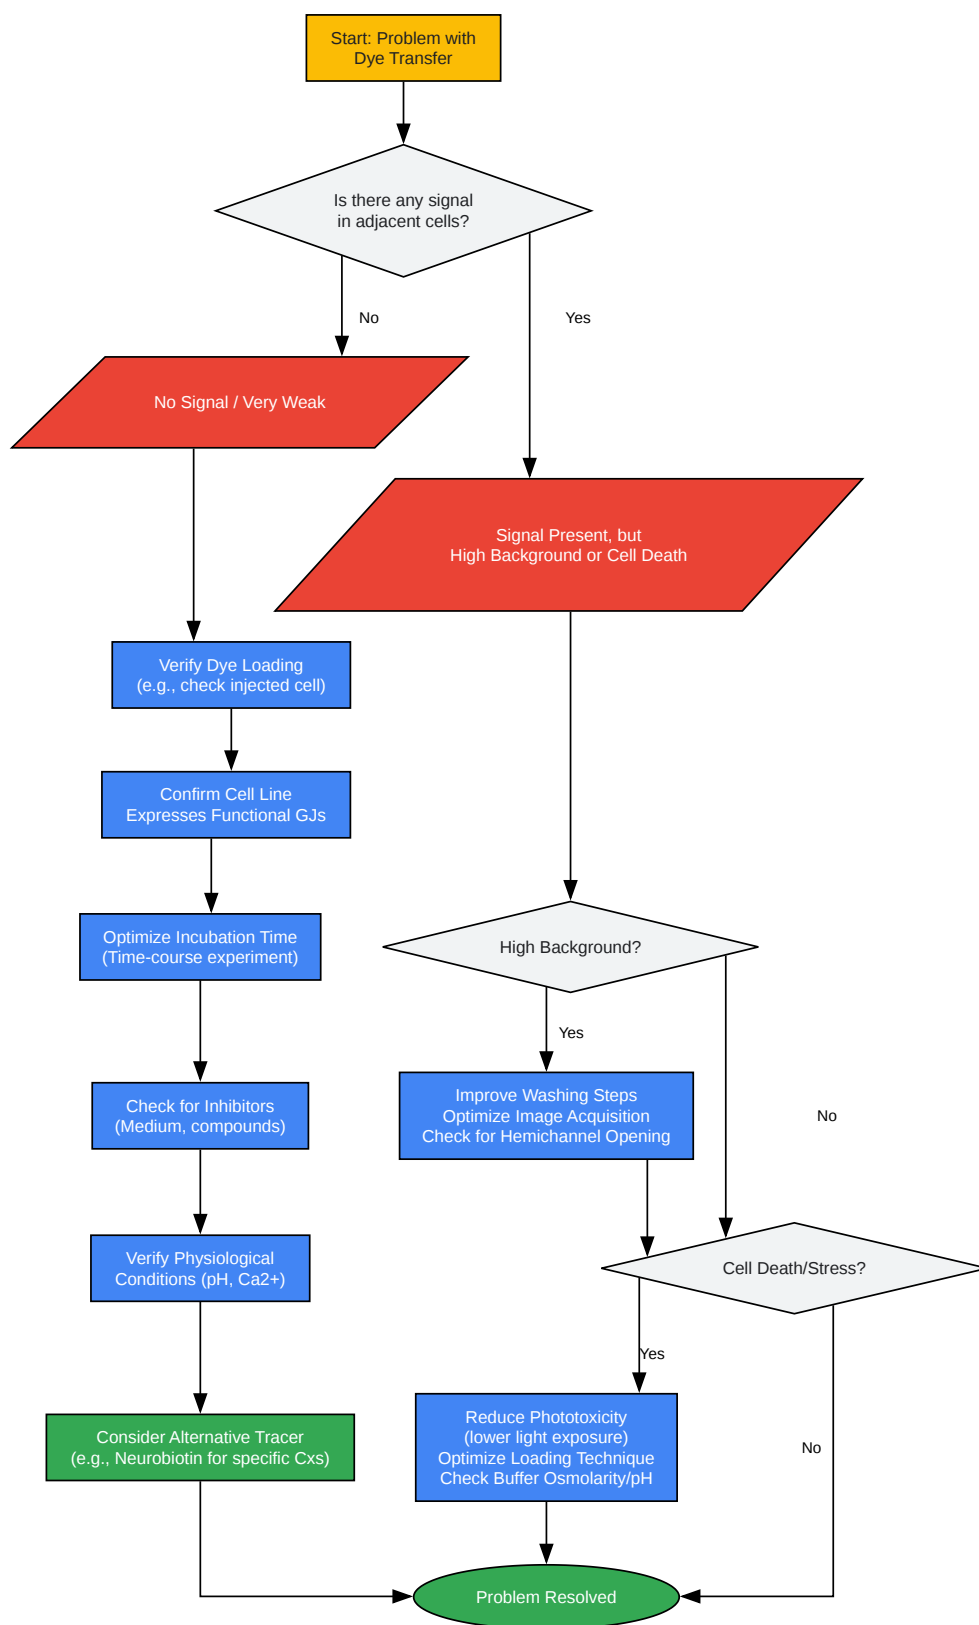 Start: Problem with
Dye Transfer
Is there any signal
in adjacent cells?
No
Yes
No Signal / Very Weak
Signal Present, but
High Background or Cell Death
Verify Dye Loading
(e.g., check injected cell)
Confirm Cell Line
Expresses Functional GJs
Optimize Incubation Time
(Time-course experiment)
High Background?
Yes
No
Check for Inhibitors
(Medium, compounds)
Improve Washing Steps
Optimize Image Acquisition
Check for Hemichannel Opening
Verify Physiological
Conditions (pH, Ca2+)
Cell Death/Stress?
Yes
No
Consider Alternative Tracer
(e.g., Neurobiotin for specific Cxs)
Reduce Phototoxicity
(lower light exposure)
Optimize Loading Technique
Check Buffer Osmolarity/pH
Problem Resolved